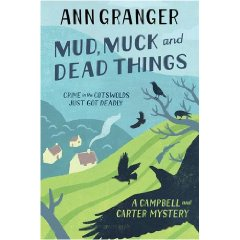 ANN GRANGER
MUD, MUCK and
DEAD THINGS
CRIME in the COTSWOLDS
JUST GOT DEADLY
A CAMPBELL and
CARTER MYSTERY